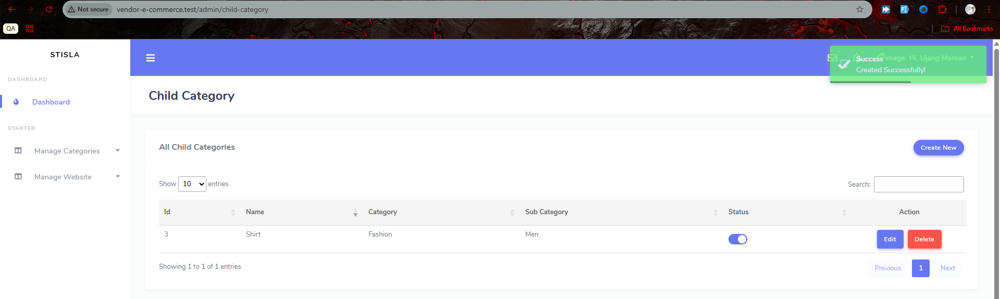 Not secure vendor-e-commerce.test/admin/child-category
QA
All Bookmarks
STISLA
image Hi, Ujang Maman
Success
Created Successfully!
DASHBOARD
Dashboard
STARTER
Manage Categories
Manage Website
Child Category
All Child Categories
Create New
Show 10 entries
Search:
Id Name Category Sub Category Status Action
3 Shirt Fashion Men Edit Delete
Showing 1 to 1 of 1 entries
Previous 1 Next